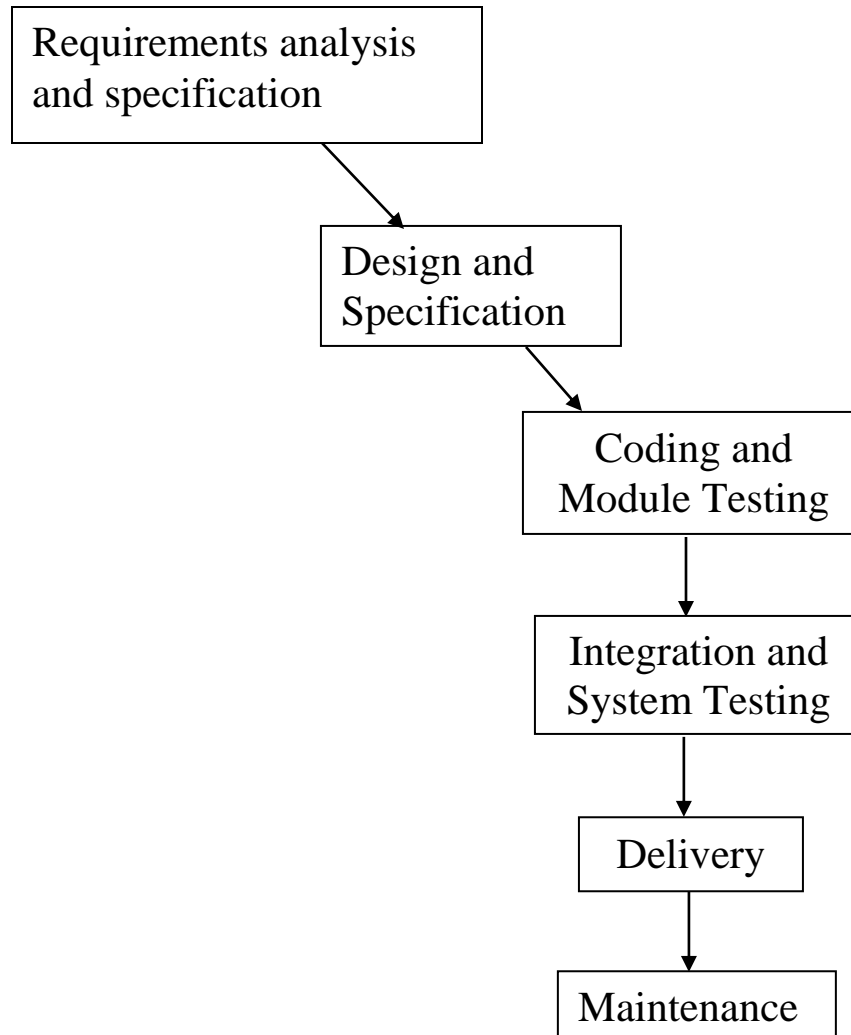 Requirements analysis
and specification
Design and
Specification
Coding and
Module Testing
Integration and
System Testing
Delivery
Maintenance